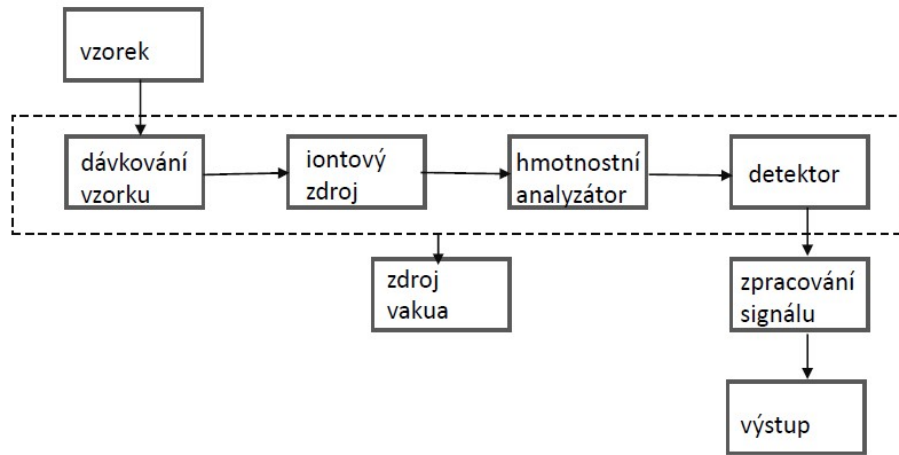 vzorek
dávkování
vzorku
iontový
zdroj
hmotnostní
analyzátor
detektor
zdroj
vakua
zpracování
signálu
výstup